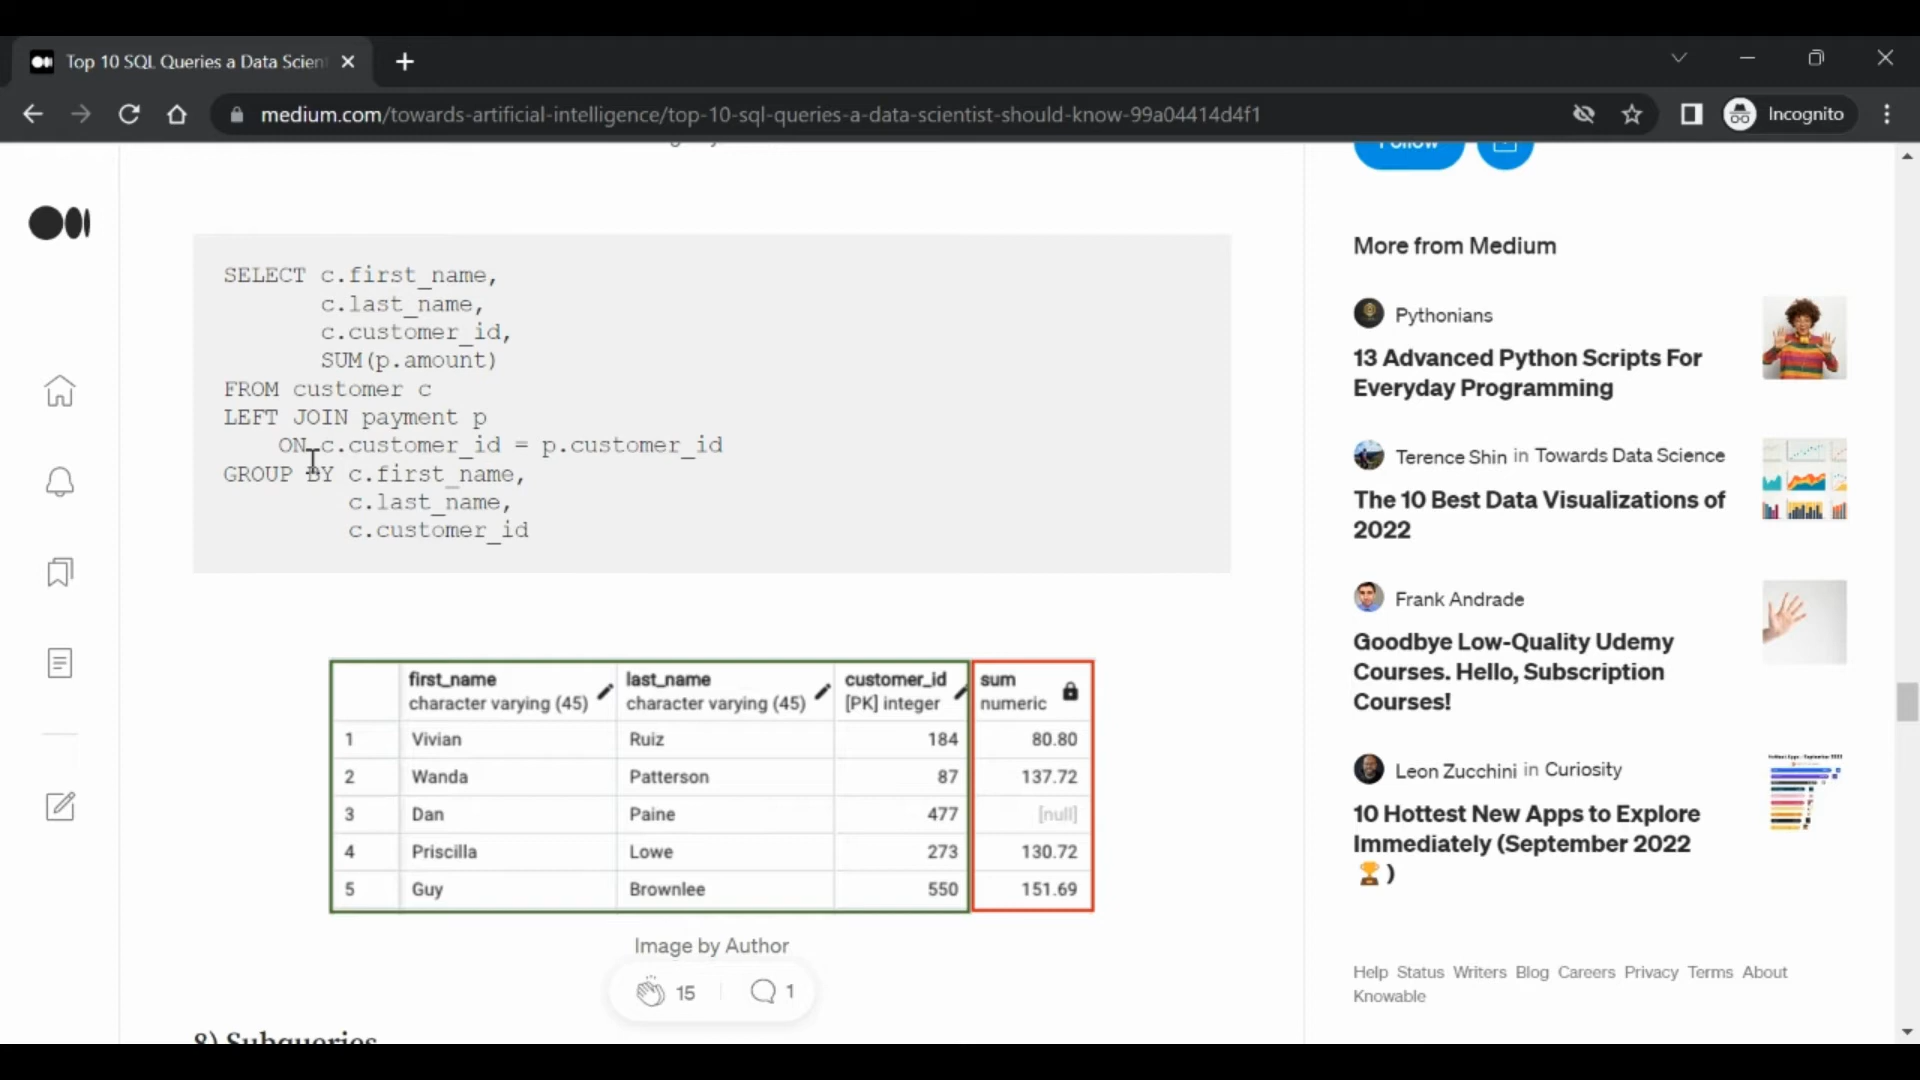 Top 10 SQL Queries a Data Scien
medium.com/towards-artificial-intelligence/top-10-sql-queries-a-data-scientist-should-know-99a04414d4f1
Incognito
Follow
SELECT c.first_name,
c.last_name,
c.customer_id,
SUM(p.amount)
FROM customer c
LEFT JOIN payment p
ON c.customer_id = p.customer_id
GROUP BY c.first_name,
c.last_name,
c.customer_id
first_name last_name customer_id sum
character varying (45) character varying (45) [PK] integer numeric
1 Vivian Ruiz 184 80.80
2 Wanda Patterson 87 137.72
3 Dan Paine 477 [null]
4 Priscilla Lowe 273 130.72
5 Guy Brownlee 550 151.69
Image by Author
15 1
8) Subqueries
More from Medium
Pythonians
13 Advanced Python Scripts For
Everyday Programming
Terence Shin in Towards Data Science
The 10 Best Data Visualizations of
2022
Frank Andrade
Goodbye Low-Quality Udemy
Courses. Hello, Subscription
Courses!
Leon Zucchini in Curiosity
10 Hottest New Apps to Explore
Immediately (September 2022
🏆 )
Help Status Writers Blog Careers Privacy Terms About
Knowable